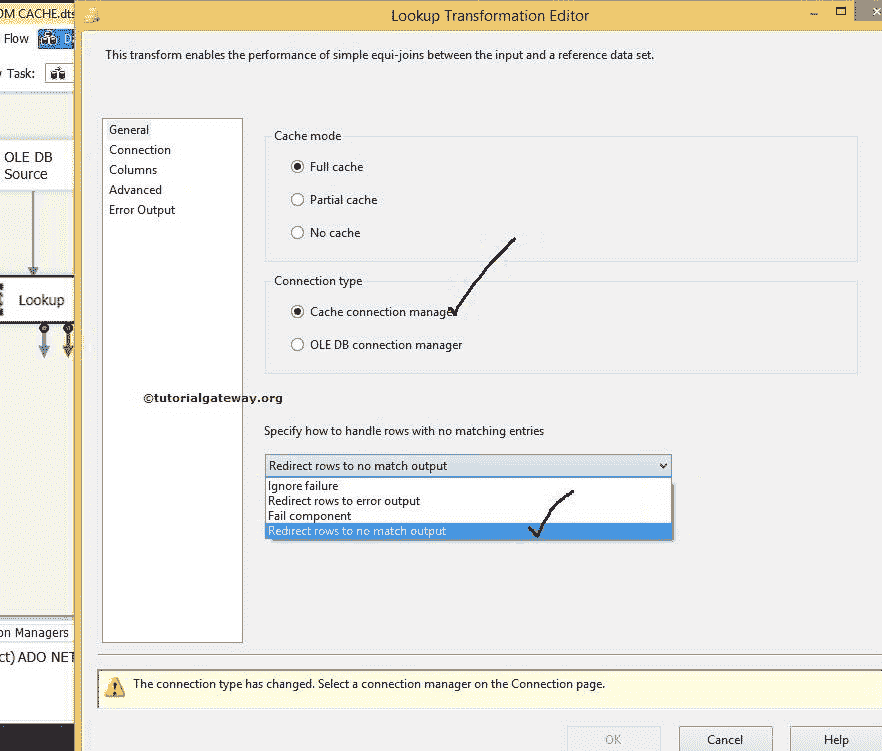 OM CACHE.dts
Lookup Transformation Editor
Flow
Task:
This transform enables the performance of simple equi-joins between the input and a reference data set.
General
Connection
Columns
Advanced
Error Output
Cache mode
Full cache
Partial cache
No cache
Connection type
Cache connection manager
OLE DB connection manager
OLE DB
Source
Lookup
©tutorialgateway.org
Specify how to handle rows with no matching entries
Redirect rows to no match output
Ignore failure
Redirect rows to error output
Fail component
Redirect rows to no match output
on Managers
ct) ADO NET
The connection type has changed. Select a connection manager on the Connection page.
OK
Cancel
Help